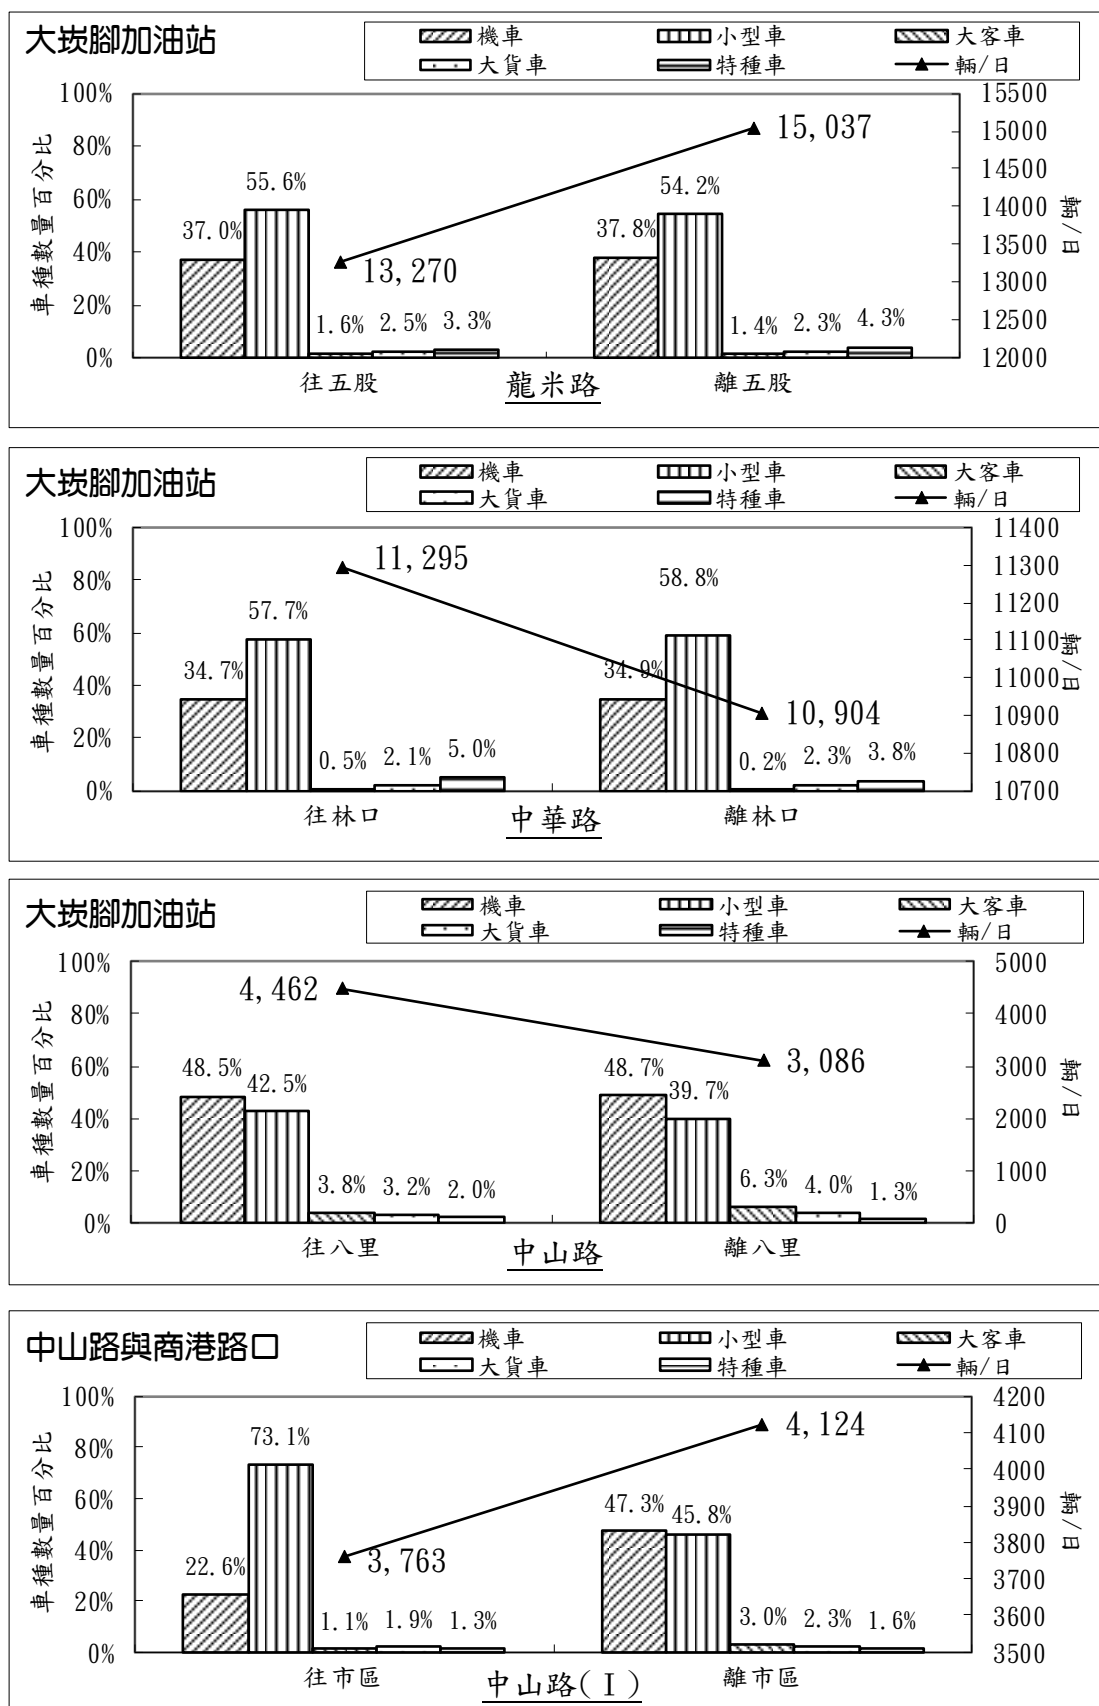 大崁腳加油站
機車 小型車 大客車
大貨車 特種車 輛/日
100% 15500
15,037 15000
80% 14500
55.6% 54.2%
60% 14000
37.0% 37.8% 13500
40% 13,270 13000
20% 1.6% 2.5% 3.3% 1.4% 2.3% 4.3% 12500
0% 12000
車種數量百分比
輛/日
往五股 龍米路 離五股
大崁腳加油站
機車 小型車 大客車
大貨車 特種車 輛/日
100% 11400
11,295 11300
80% 58.8% 11200
57.7%
60% 11100
34.7% 34.9% 11000
40% 10,904 10900
20% 0.5% 2.1% 5.0% 0.2% 2.3% 3.8% 10800
0% 10700
車種數量百分比
輛/日
往林口 中華路 離林口
大崁腳加油站
機車 小型車 大客車
大貨車 特種車 輛/日
100% 5000
4,462
80% 4000
60% 48.5% 42.5% 48.7% 39.7% 3,086 3000
40% 2000
20% 3.8% 3.2% 2.0% 6.3% 4.0% 1.3% 1000
0% 0
車種數量百分比
輛/日
往八里 中山路 離八里
中山路與商港路口
機車 小型車 大客車
大貨車 特種車 輛/日
100% 4200
4,124 4100
80% 73.1% 4000
60% 47.3% 45.8% 3900
40% 22.6% 3,763 3800
3700
20% 1.1% 1.9% 1.3% 3.0% 2.3% 1.6% 3600
0% 3500
車種數量百分比
輛/日
往市區 中山路(I) 離市區